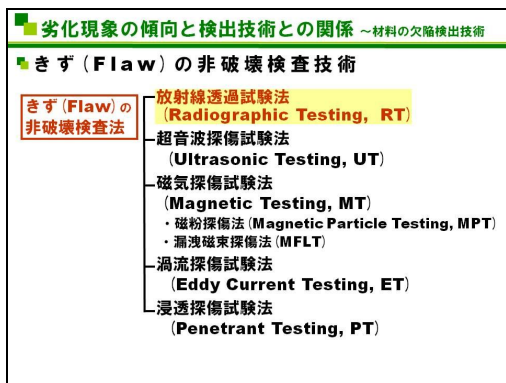 劣化現象の傾向と検出技術との関係 ～材料の欠陥検出技術
きず(Flaw)の非破壊検査技術
きず(Flaw)の
非破壊検査法
放射線透過試験法
(Radiographic Testing, RT)
超音波探傷試験法
(Ultrasonic Testing, UT)
磁気探傷試験法
(Magnetic Testing, MT)
・磁粉探傷法(Magnetic Particle Testing, MPT)
・漏洩磁束探傷法(MFLT)
渦流探傷試験法
(Eddy Current Testing, ET)
浸透探傷試験法
(Penetrant Testing, PT)